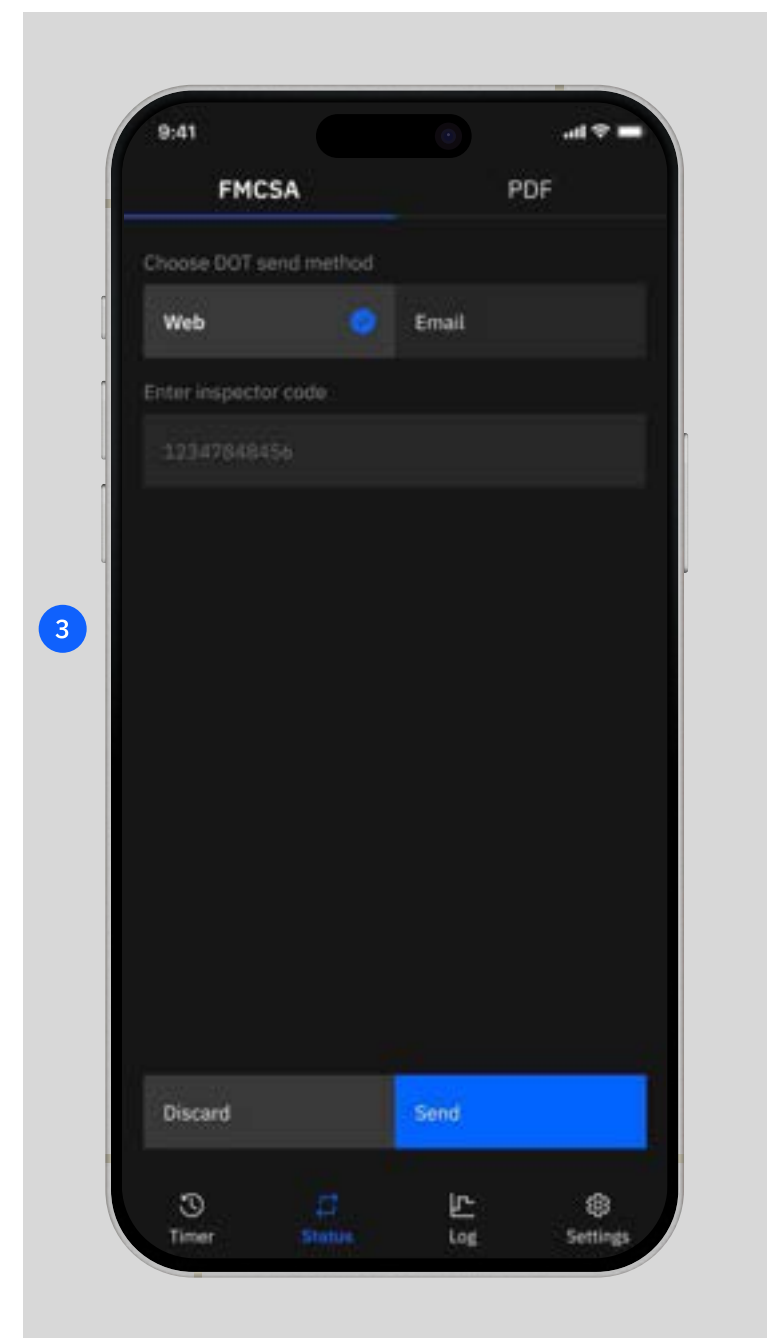 9:41
FMCSA PDF
Choose DOT send method
Web Email
Enter inspector code
12347848456
3
Discard Send
Timer Status Log Settings